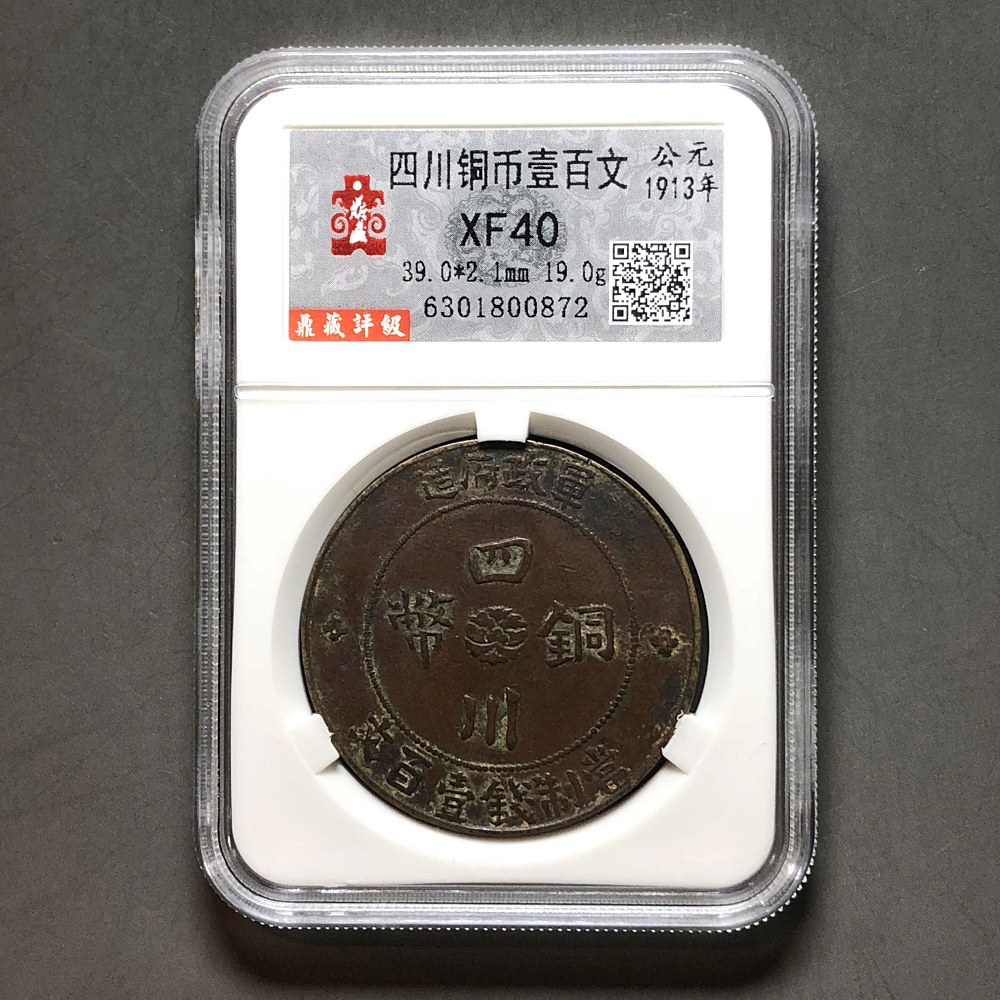 四川铜币壹百文
公元
1913年
XF40
39.0*2.1mm 19.0g
6301800872
鼎藏評級
軍政府造
四
幣 銅
川
當制錢壹百文